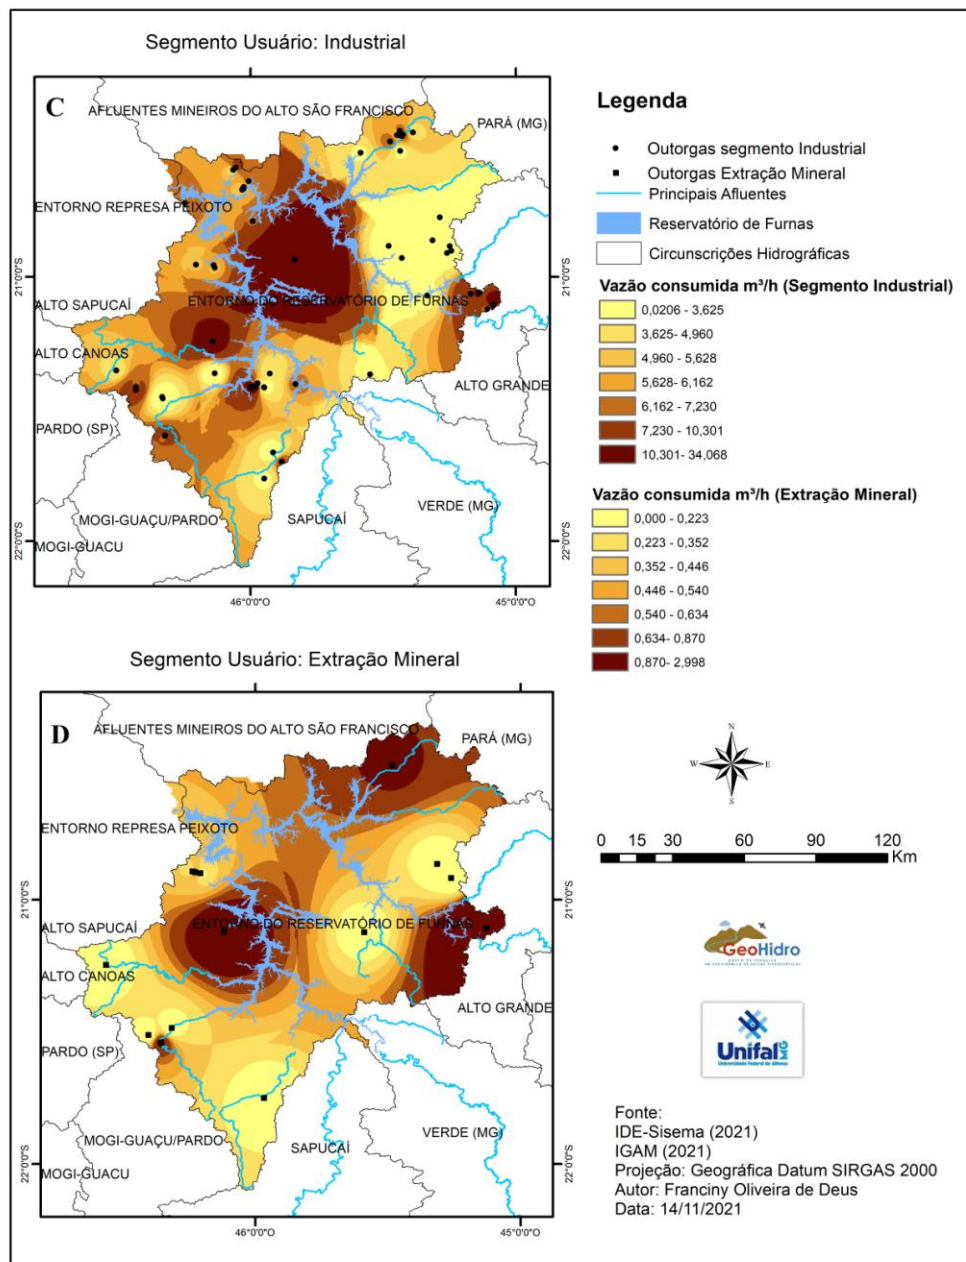 Segmento Usuário: Industrial
C
AFLUENTES MINEIROS DO ALTO SÃO FRANCISCO
PARÁ (MG)
ENTORNO REPRESA PEIXOTO
21°0'0"S
21°0'0"S
ALTO SAPUCAÍ
ENTORNO DO RESERVATÓRIO DE FURNAS
ALTO CANOAS
ALTO GRANDE
PARDO (SP)
VERDE (MG)
MOGI-GUAÇU/PARDO
SAPUCAÍ
MOGI-GUACU
22°0'0"S
22°0'0"S
46°0'0"O
45°0'0"O
Legenda
Outorgas segmento Industrial
Outorgas Extração Mineral
Principais Afluentes
Reservatório de Furnas
Circunscrições Hidrográficas
Vazão consumida m³/h (Segmento Industrial)
0,0206 - 3,625
3,625- 4,960
4,960 - 5,628
5,628- 6,162
6,162 - 7,230
7,230 - 10,301
10,301- 34,068
Vazão consumida m³/h (Extração Mineral)
0,000 - 0,223
0,223 - 0,352
0,352 - 0,446
0,446 - 0,540
0,540 - 0,634
0,634- 0,870
0,870- 2,998
Segmento Usuário: Extração Mineral
D
AFLUENTES MINEIROS DO ALTO SÃO FRANCISCO
PARÁ (MG)
ENTORNO REPRESA PEIXOTO
21°0'0"S
21°0'0"S
ALTO SAPUCAÍ
ENTORNO DO RESERVATÓRIO DE FURNAS
ALTO CANOAS
ALTO GRANDE
PARDO (SP)
VERDE (MG)
MOGI-GUAÇU/PARDO
SAPUCAÍ
MOGI-GUACU
22°0'0"S
22°0'0"S
46°0'0"O
45°0'0"O
N
W
E
S
0 15 30 60 90 120
Km
GeoHidro
Unifal MG
Universidade Federal de Alfenas
Fonte:
IDE-Sisema (2021)
IGAM (2021)
Projeção: Geográfica Datum SIRGAS 2000
Autor: Franciny Oliveira de Deus
Data: 14/11/2021